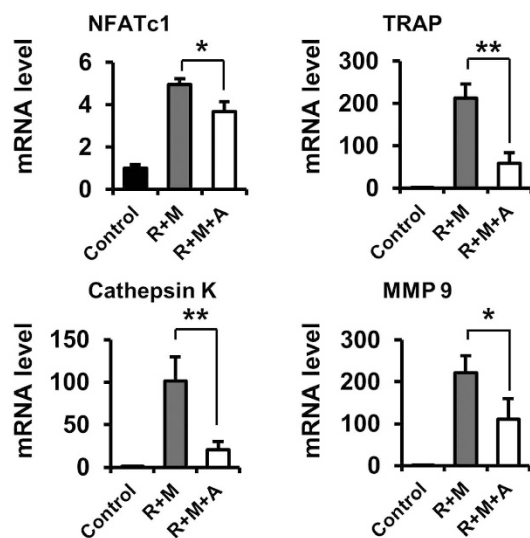 NFATc1
*
mRNA level
6
4
2
0
Control
R+M
R+M+A
TRAP
**
mRNA level
300
200
100
0
Control
R+M
R+M+A
Cathepsin K
**
mRNA level
150
100
50
0
Control
R+M
R+M+A
MMP 9
*
mRNA level
300
200
100
0
Control
R+M
R+M+A